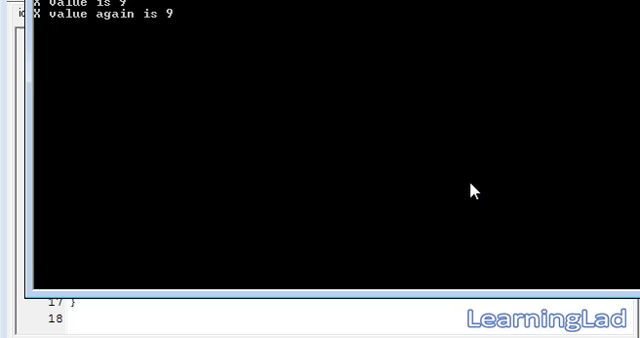 X value is 9
X value again is 9
17 }
18
LearningLad